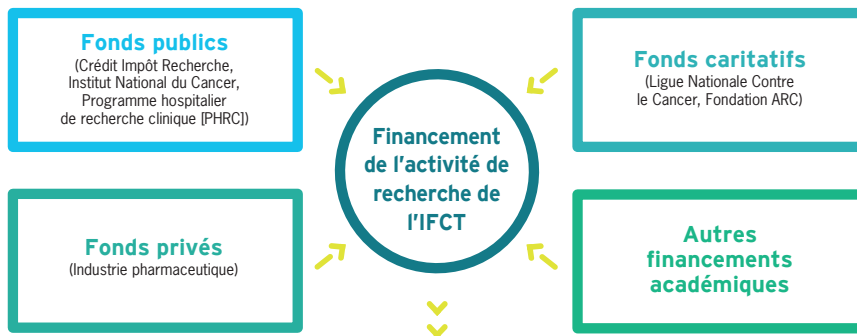 Fonds publics
(Crédit Impôt Recherche,
Institut National du Cancer,
Programme hospitalier
de recherche clinique [PHRC])
Fonds caritatifs
(Ligue Nationale Contre
le Cancer, Fondation ARC)
Financement
de l'activité de
recherche de
l'IFCT
Fonds privés
(Industrie pharmaceutique)
Autres
financements
académiques